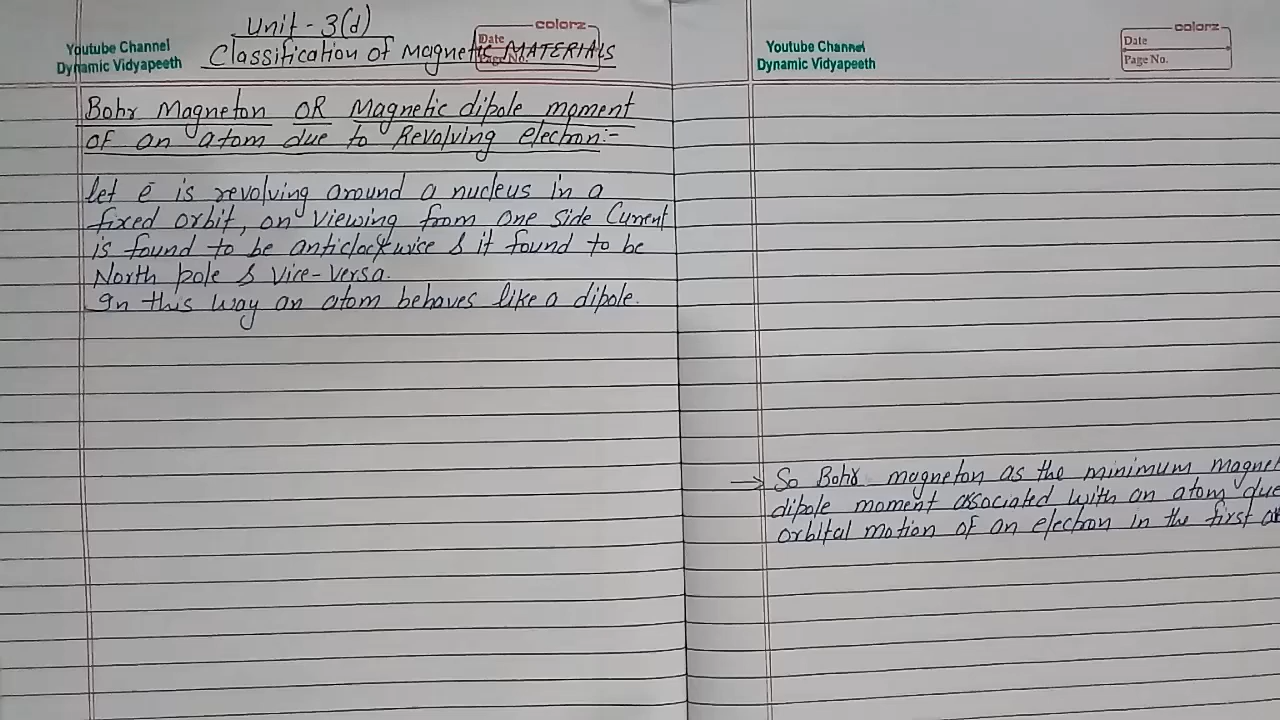 Unit - 3(d)
Classification of Magnetic MATERIALS
Youtube Channel
Dynamic Vidyapeeth
colorz
Date
Page No.
Bohr Magneton OR Magnetic dipole moment
of an atom due to Revolving electron:-
let e̅ is revolving around a nucleus in a
fixed orbit, on viewing from one side Current
is found to be anticlockwise & it found to be
North pole & Vice-Versa.
In this way an atom behaves like a dipole.
Youtube Channel
Dynamic Vidyapeeth
colorz
Date
Page No.
→ So Bohr magneton as the minimum magnet
dipole moment associated with an atom due
orbital motion of an electron in the first